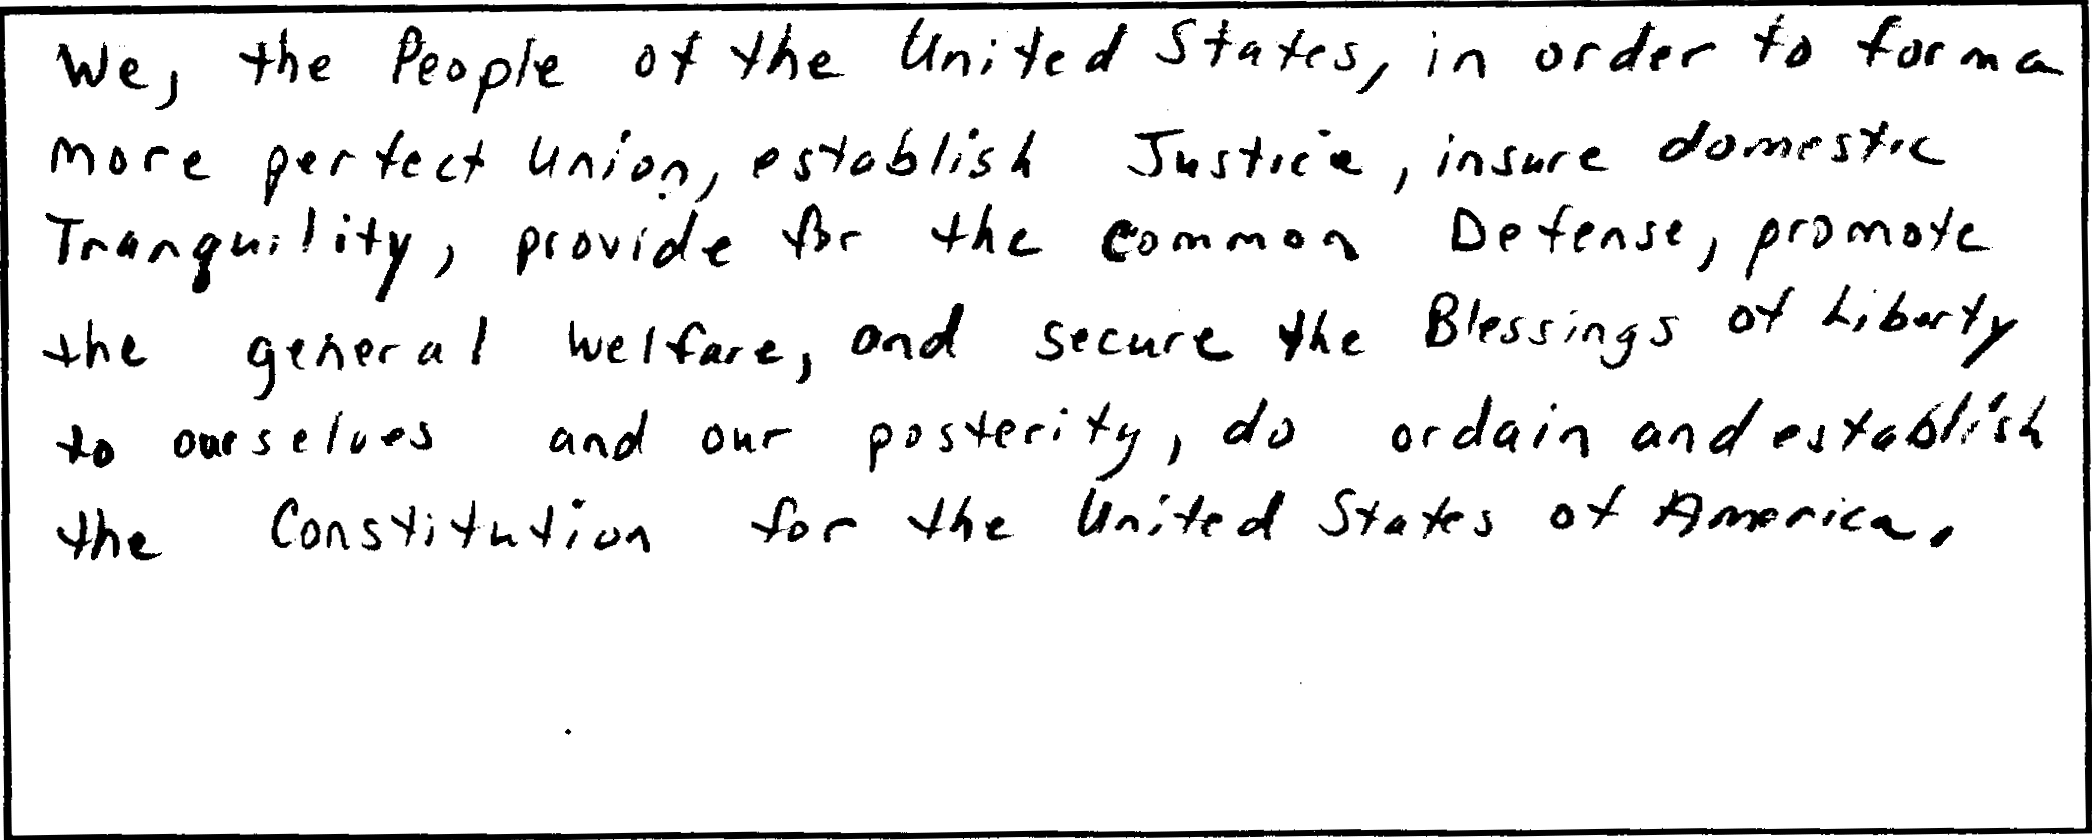 We, the People of the United States, in order to form a
more perfect Union, establish Justice, insure domestic
Tranquility, provide for the common Defense, promote
the general Welfare, and secure the Blessings of Liberty
to ourselves and our posterity, do ordain and establish
the Constitution for the United States of America.